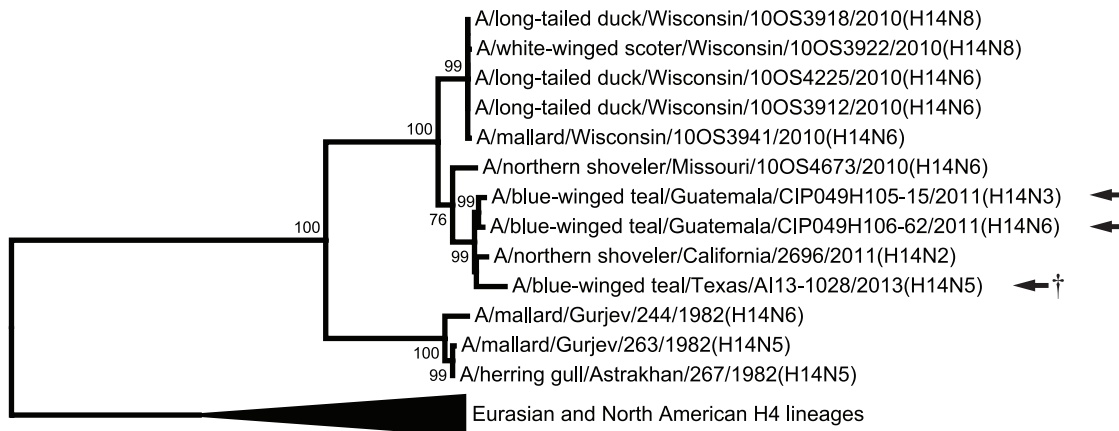 A/long-tailed duck/Wisconsin/10OS3918/2010(H14N8)
A/white-winged scoter/Wisconsin/10OS3922/2010(H14N8)
99
A/long-tailed duck/Wisconsin/10OS4225/2010(H14N6)
A/long-tailed duck/Wisconsin/10OS3912/2010(H14N6)
100
A/mallard/Wisconsin/10OS3941/2010(H14N6)
A/northern shoveler/Missouri/10OS4673/2010(H14N6)
99
A/blue-winged teal/Guatemala/CIP049H105-15/2011(H14N3)
100
76
A/blue-winged teal/Guatemala/CIP049H106-62/2011(H14N6)
99
A/northern shoveler/California/2696/2011(H14N2)
A/blue-winged teal/Texas/AI13-1028/2013(H14N5) †
A/mallard/Gurjev/244/1982(H14N6)
100
A/mallard/Gurjev/263/1982(H14N5)
99
A/herring gull/Astrakhan/267/1982(H14N5)
Eurasian and North American H4 lineages